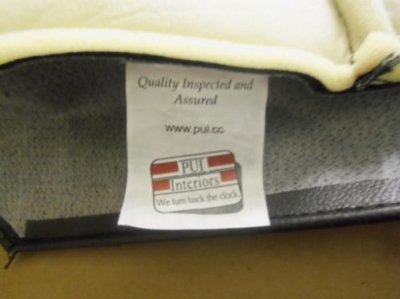 Quality Inspected and
Assured
www.pui.cc
PUI
Interiors
We turn back the clock.